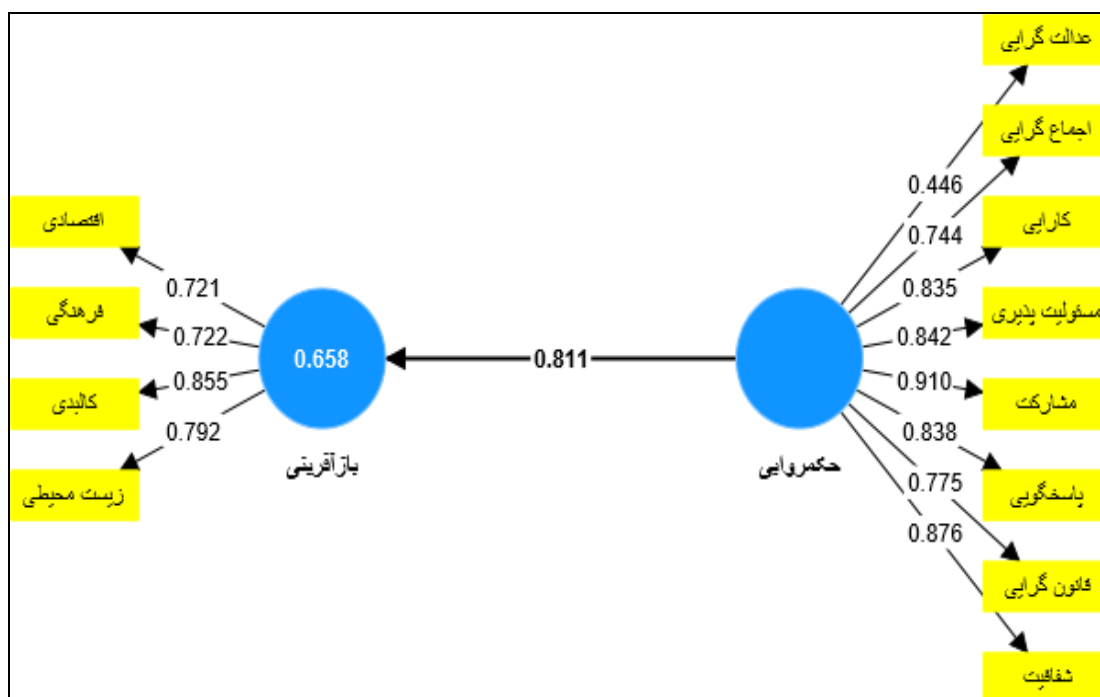 عدالت گرایی
اجماع گرایی
کارایی
مسئولیت پذیری
مشارکت
پاسخگویی
قانون گرایی
شفافیت
0.446
0.744
0.835
0.842
0.910
0.838
0.775
0.876
حکمروایی
0.811
0.658
بازآفرینی
0.721
0.722
0.855
0.792
اقتصادی
فرهنگی
کالبدی
زیست محیطی